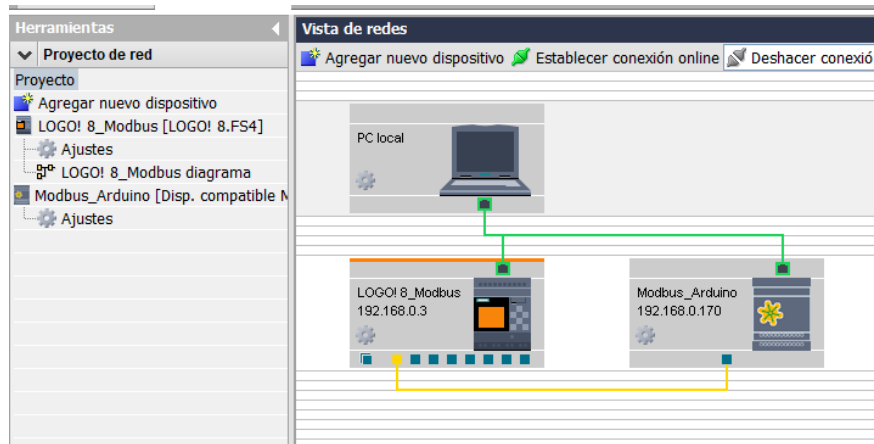 Herramientas
Proyecto de red
Proyecto
Agregar nuevo dispositivo
LOGO! 8_Modbus [LOGO! 8.FS4]
Ajustes
LOGO! 8_Modbus diagrama
Modbus_Arduino [Disp. compatible M
Ajustes
Vista de redes
Agregar nuevo dispositivo Establecer conexión online Deshacer conexió
PC local
LOGO! 8_Modbus
192.168.0.3
Modbus_Arduino
192.168.0.170